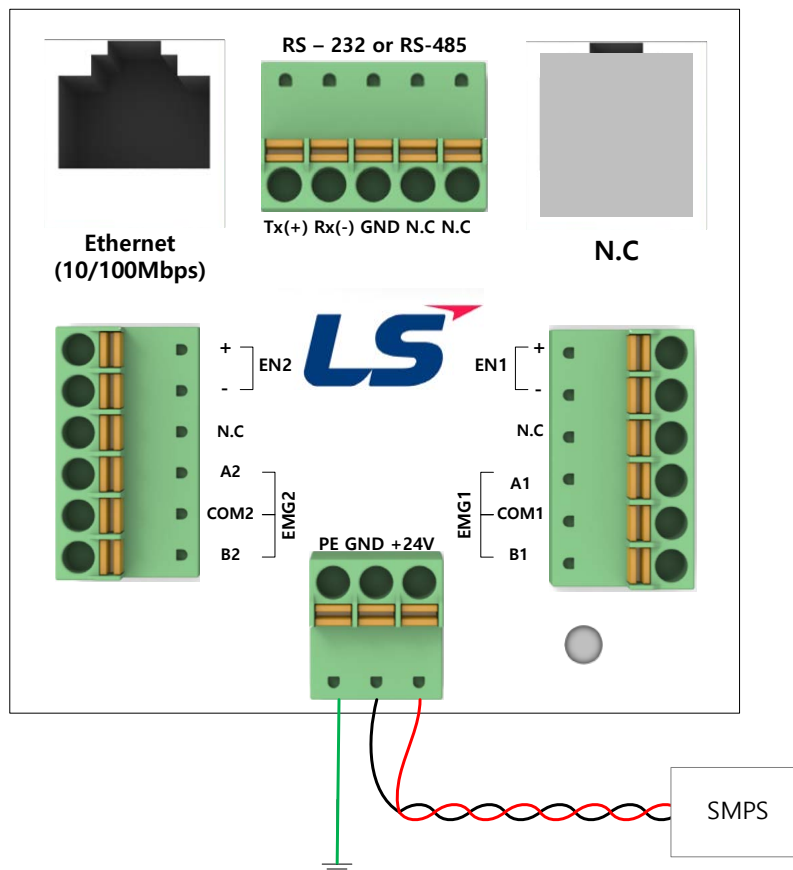 RS – 232 or RS-485
Tx(+) Rx(-) GND N.C N.C
Ethernet
(10/100Mbps)
N.C
LS
+
EN2
-
N.C
A2
COM2
EMG2
B2
+
EN1
-
N.C
A1
COM1
EMG1
B1
PE GND +24V
SMPS